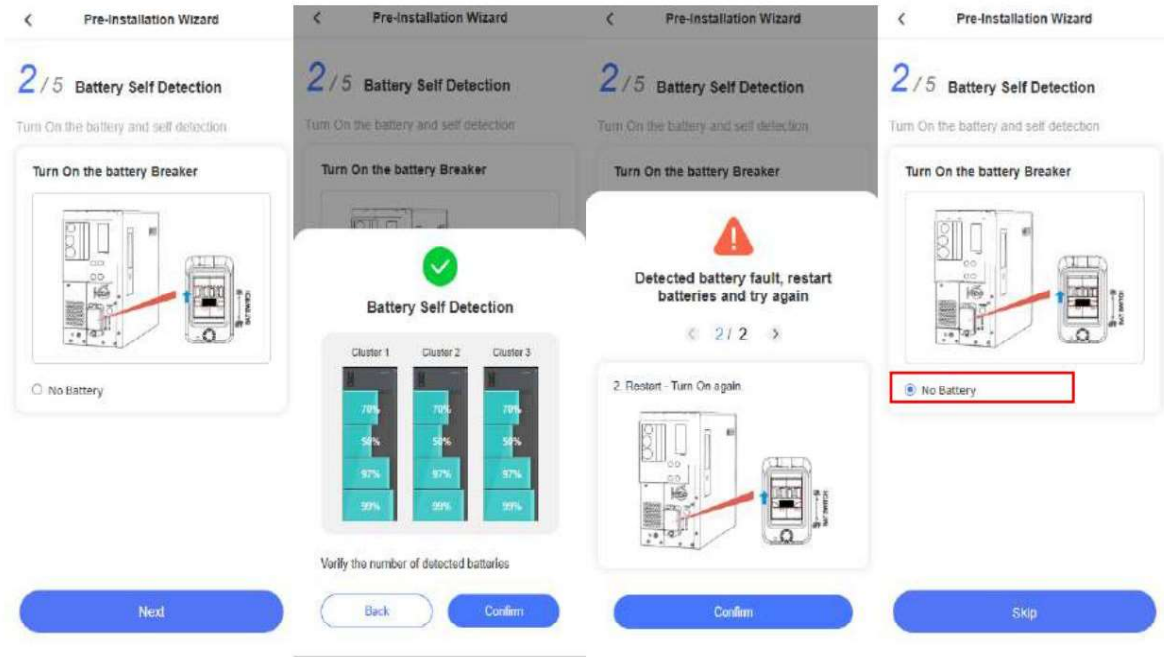 Pre-Installation Wizard
2/5 Battery Self Detection
Turn On the battery and self detection
Turn On the battery Breaker
No Battery
Next
Pre-Installation Wizard
2/5 Battery Self Detection
Turn On the battery and self detection
Turn On the battery Breaker
Battery Self Detection
Cluster 1 Cluster 2 Cluster 3
70% 70% 70%
50% 50% 50%
97% 97% 97%
99% 99% 99%
Verify the number of detected batteries
Back Confirm
Pre-Installation Wizard
2/5 Battery Self Detection
Turn On the battery and self detection
Turn On the battery Breaker
Detected battery fault, restart
batteries and try again
2/ 2
2. Restart - Turn On again
Confirm
Pre-Installation Wizard
2/5 Battery Self Detection
Turn On the battery and self detection
Turn On the battery Breaker
No Battery
Skip